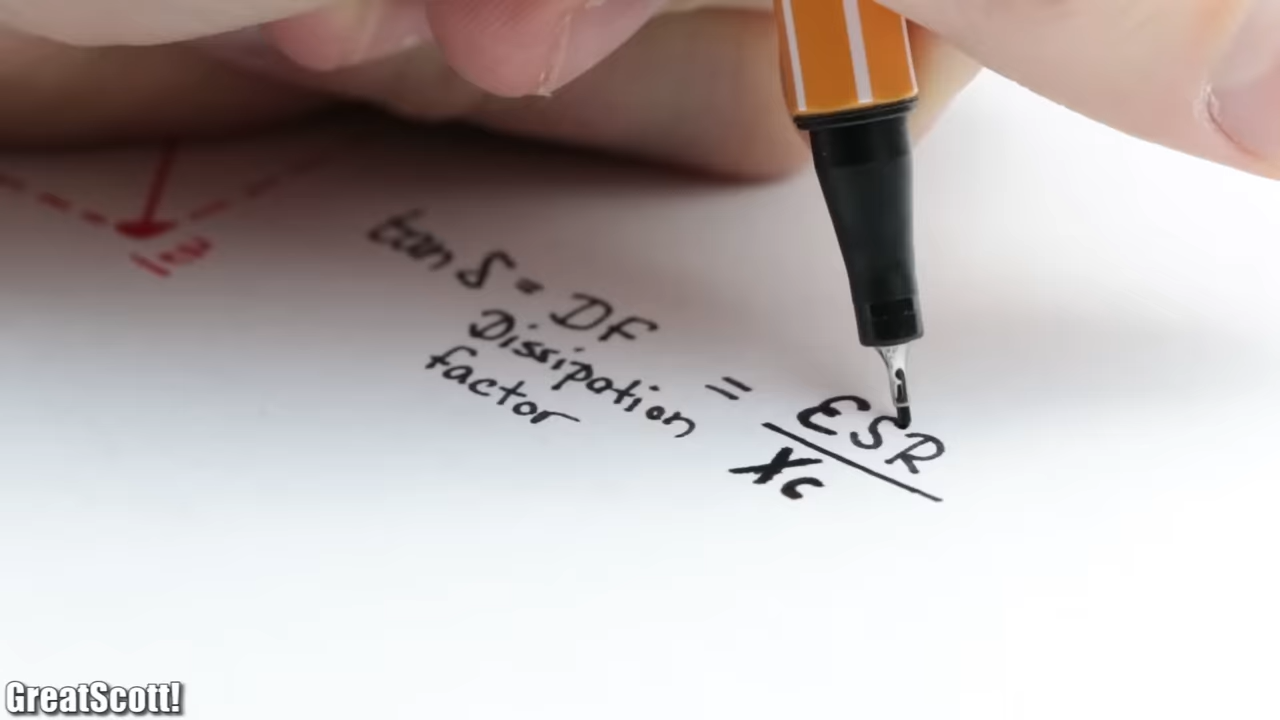 tan δ = DF
Dissipation
factor
= ESR
Xc
GreatScott!